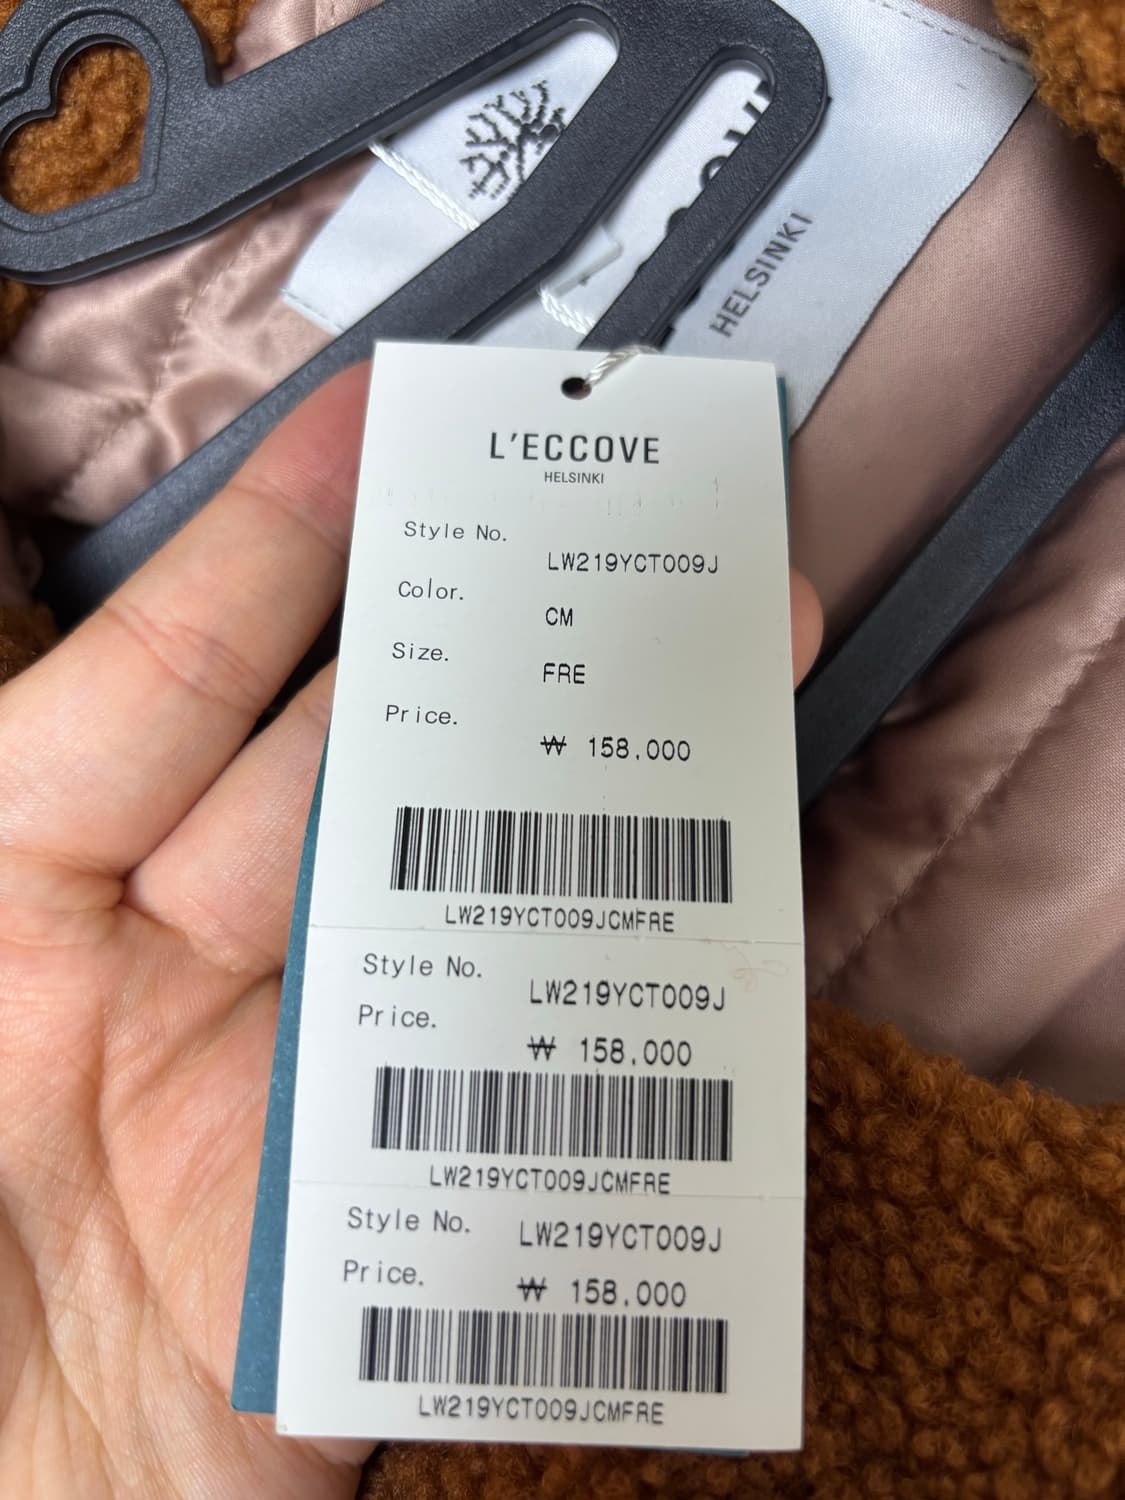 HELSINKI
L'ECCOVE
HELSINKI
Style No.
LW219YCT009J
Color.
CM
Size.
FRE
Price.
₩ 158,000
LW219YCT009JCMFRE
Style No.
LW219YCT009J
Price.
₩ 158,000
LW219YCT009JCMFRE
Style No.
LW219YCT009J
Price.
₩ 158,000
LW219YCT009JCMFRE